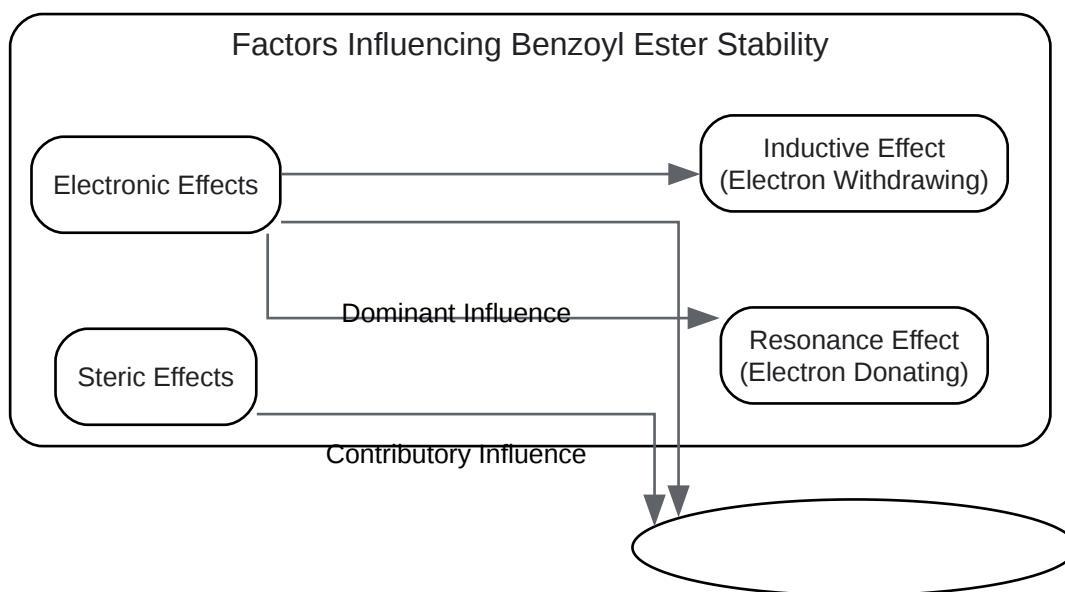 Factors Influencing Benzoyl Ester Stability
Electronic Effects
Inductive Effect
(Electron Withdrawing)
Dominant Influence
Resonance Effect
(Electron Donating)
Steric Effects
Contributory Influence